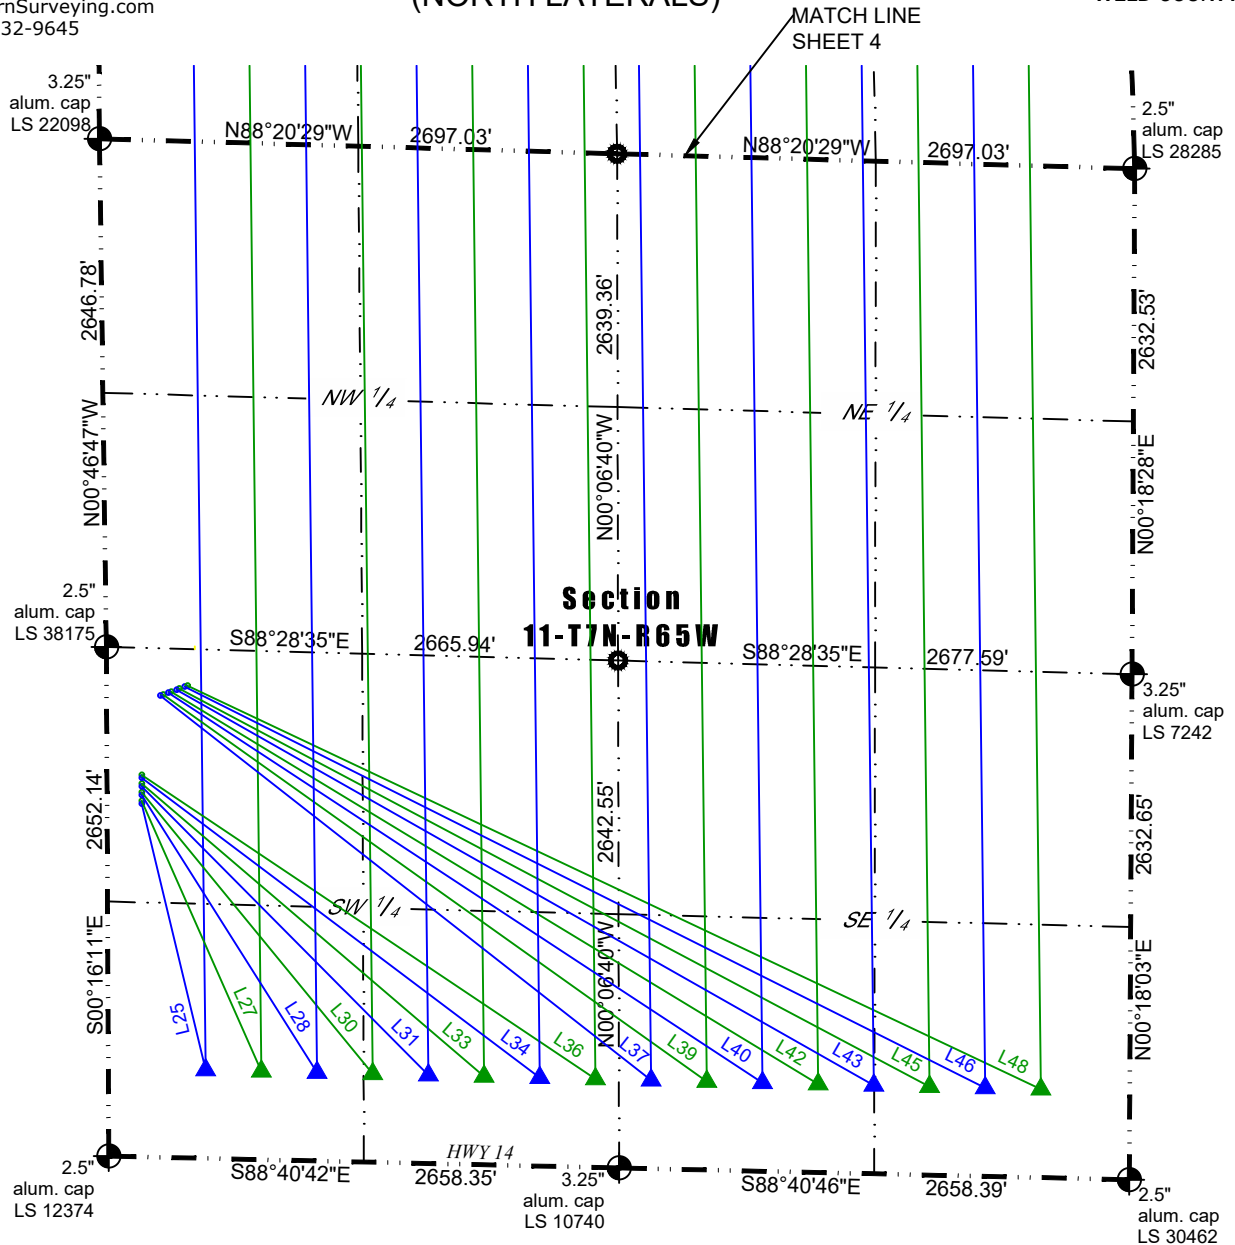 rnSurveying.com
32-9645
(NORTH LATERALS)
MATCH LINE
SHEET 4
3.25"
alum. cap
LS 22098
N88°20'29"W
2697.03'
N88°20'29"W
2697.03'
2.5"
alum. cap
LS 28285
2646.78'
2639.36'
2632.53'
NW 1/4
NE 1/4
N00°46'47"W
N00°06'40"W
N00°18'28"E
Section
11-T7N-R65W
2.5"
alum. cap
LS 38175
S88°28'35"E
2665.94'
S88°28'35"E
2677.59'
3.25"
alum. cap
LS 7242
2652.14'
2642.55'
2632.65'
SW 1/4
SE 1/4
S00°16'11"E
N00°06'40"W
N00°18'03"E
L25
L27
L28
L30
L31
L33
L34
L36
L37
L39
L40
L42
L43
L45
L46
L48
HWY 14
2.5"
alum. cap
LS 12374
S88°40'42"E
2658.35'
3.25"
alum. cap
LS 10740
S88°40'46"E
2658.39'
2.5"
alum. cap
LS 30462